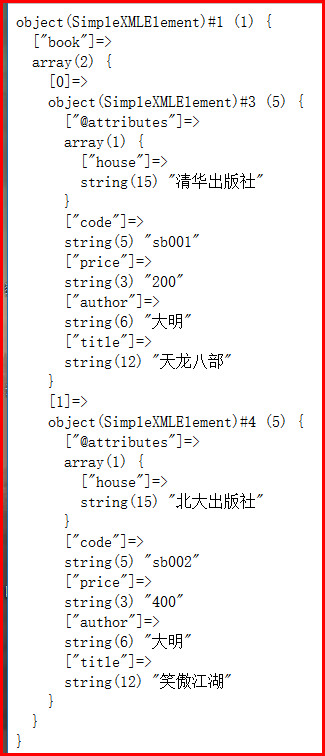 object(SimpleXMLElement)#1 (1) {
  ["book"]=>
  array(2) {
    [0]=>
    object(SimpleXMLElement)#3 (5) {
      ["@attributes"]=>
      array(1) {
        ["house"]=>
        string(15) "清华出版社"
      }
      ["code"]=>
      string(5) "sb001"
      ["price"]=>
      string(3) "200"
      ["author"]=>
      string(6) "大明"
      ["title"]=>
      string(12) "天龙八部"
    }
    [1]=>
    object(SimpleXMLElement)#4 (5) {
      ["@attributes"]=>
      array(1) {
        ["house"]=>
        string(15) "北大出版社"
      }
      ["code"]=>
      string(5) "sb002"
      ["price"]=>
      string(3) "400"
      ["author"]=>
      string(6) "大明"
      ["title"]=>
      string(12) "笑傲江湖"
    }
  }
}